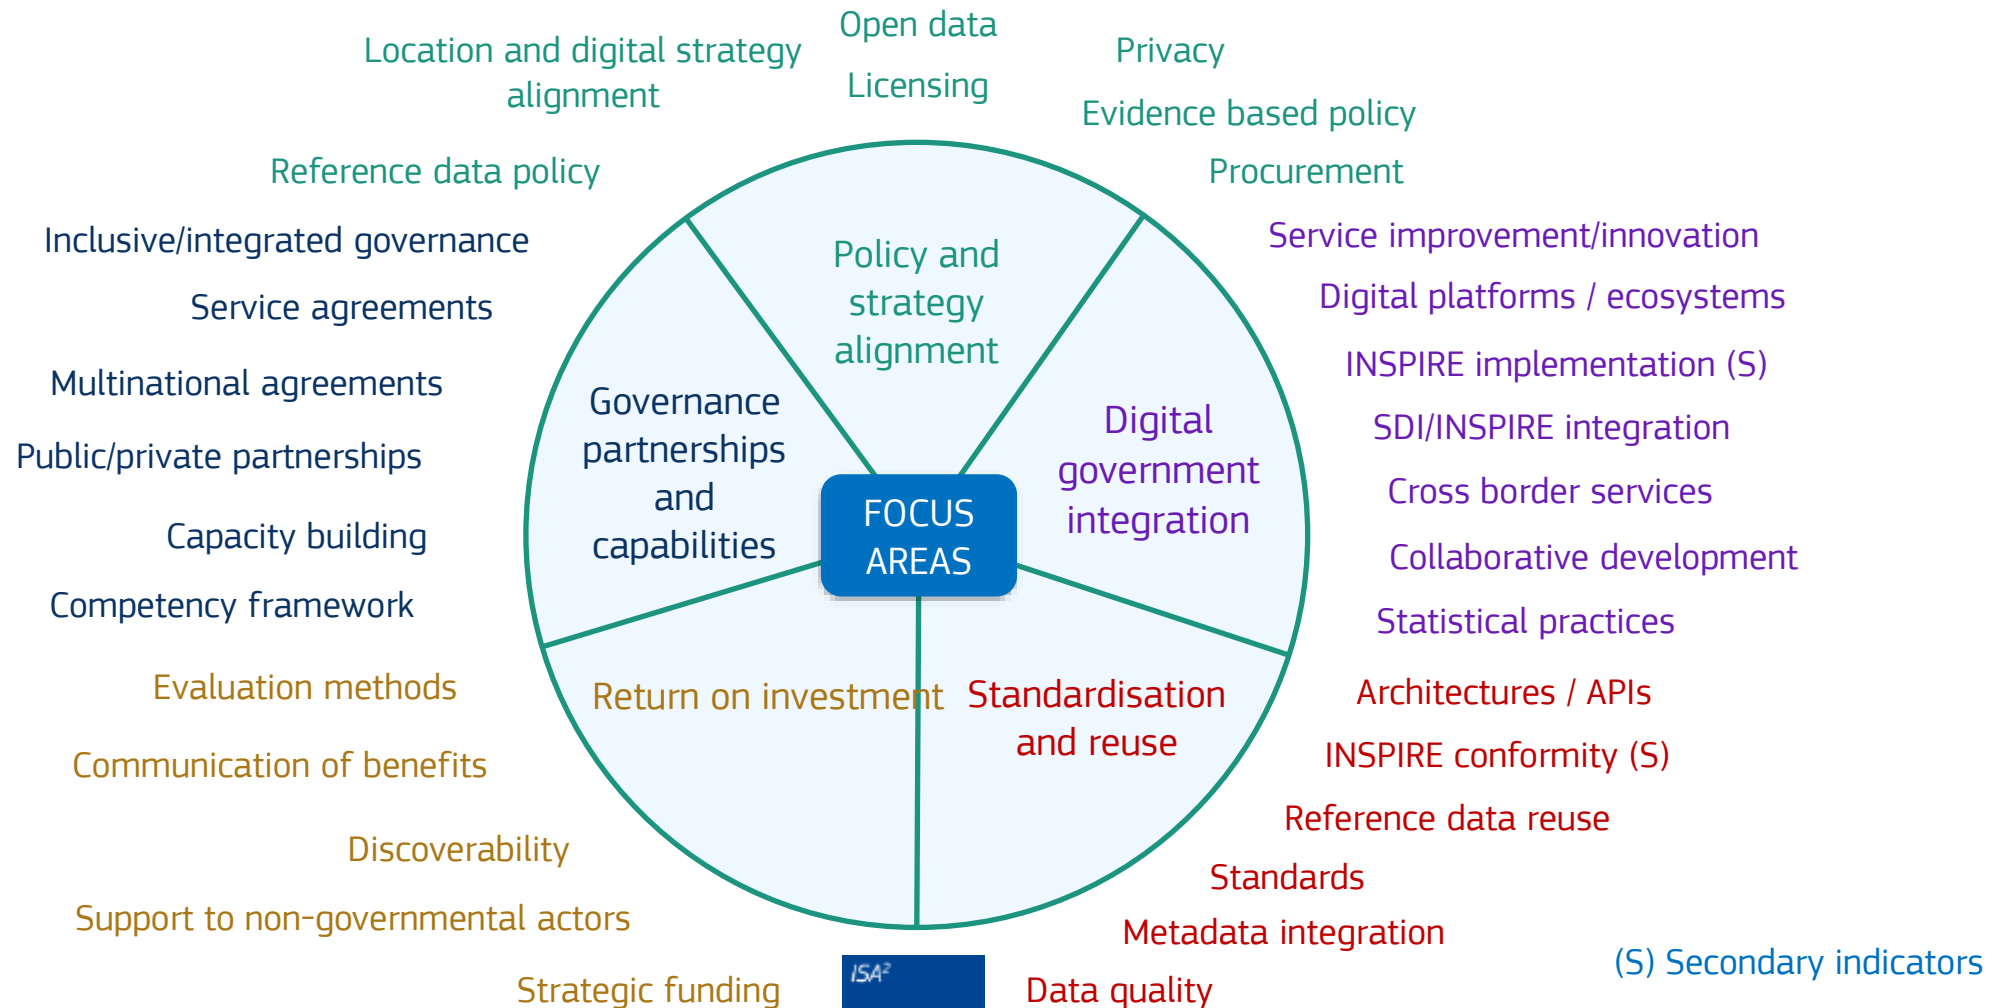 Open data
Location and digital strategy
alignment
Licensing
Privacy
Evidence based policy
Reference data policy
Procurement
Policy and
strategy
alignment
Inclusive/integrated governance
Service agreements
Multinational agreements
Public/private partnerships
Capacity building
Competency framework
Governance
partnerships
and
capabilities
FOCUS
AREAS
Digital
government
integration
Service improvement/innovation
Digital platforms / ecosystems
INSPIRE implementation (S)
SDI/INSPIRE integration
Cross border services
Collaborative development
Statistical practices
Return on investment
Evaluation methods
Communication of benefits
Discoverability
Support to non-governmental actors
Strategic funding
Standardisation
and reuse
Architectures / APIs
INSPIRE conformity (S)
Reference data reuse
Standards
Metadata integration
Data quality
ISA²
(S) Secondary indicators